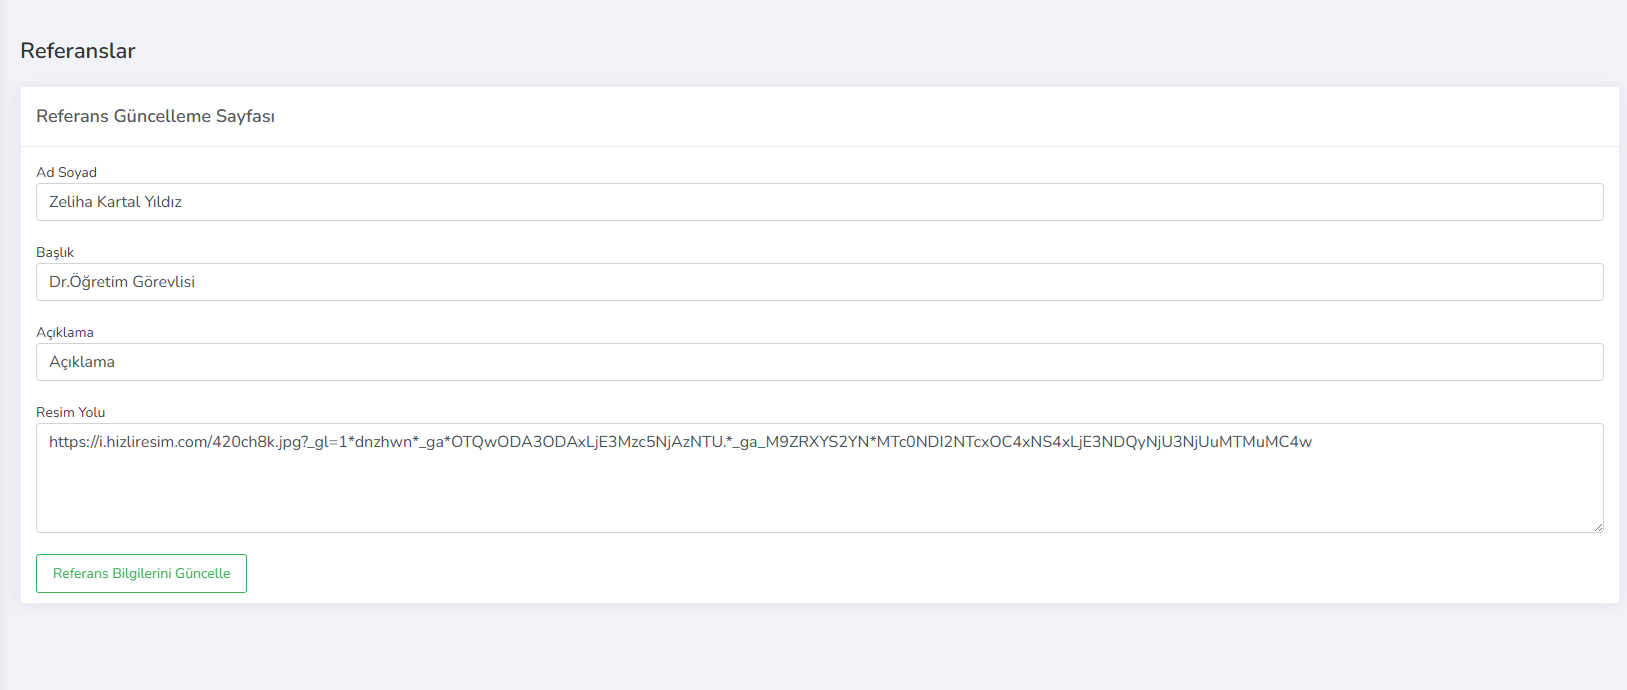 Referanslar
Referans Güncelleme Sayfası
Ad Soyad
Zeliha Kartal Yıldız
Başlık
Dr.Öğretim Görevlisi
Açıklama
Açıklama
Resim Yolu
https://i.hizliresim.com/420ch8k.jpg?_gl=1*dnzhwn*_ga*OTQwODA3ODAxLjE3Mzc5NjAzNTU.*_ga_M9ZRXYS2YN*MTc0NDI2NTcxOC4xNS4xLjE3NDQyNjU3NjUuMTMuMC4w
Referans Bilgilerini Güncelle